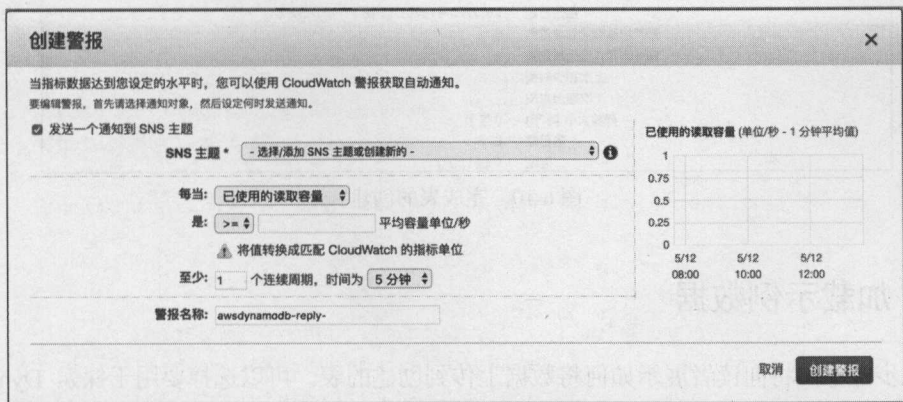 创建警报
×
当指标数据达到您设定的水平时，您可以使用 CloudWatch 警报获取自动通知。
要编辑警报，首先请选择通知对象，然后设定何时发送通知。
发送一个通知到 SNS 主题
SNS 主题 * - 选择/添加 SNS 主题或创建新的 -
每当: 已使用的读取容量
是: >= 平均容量单位/秒
将值转换成匹配 CloudWatch 的指标单位
至少: 1 个连续周期，时间为 5 分钟
警报名称: awsdynamodb-reply-
已使用的读取容量 (单位/秒 - 1 分钟平均值)
1
0.75
0.5
0.25
0
5/12 5/12 5/12
08:00 10:00 12:00
取消 创建警报